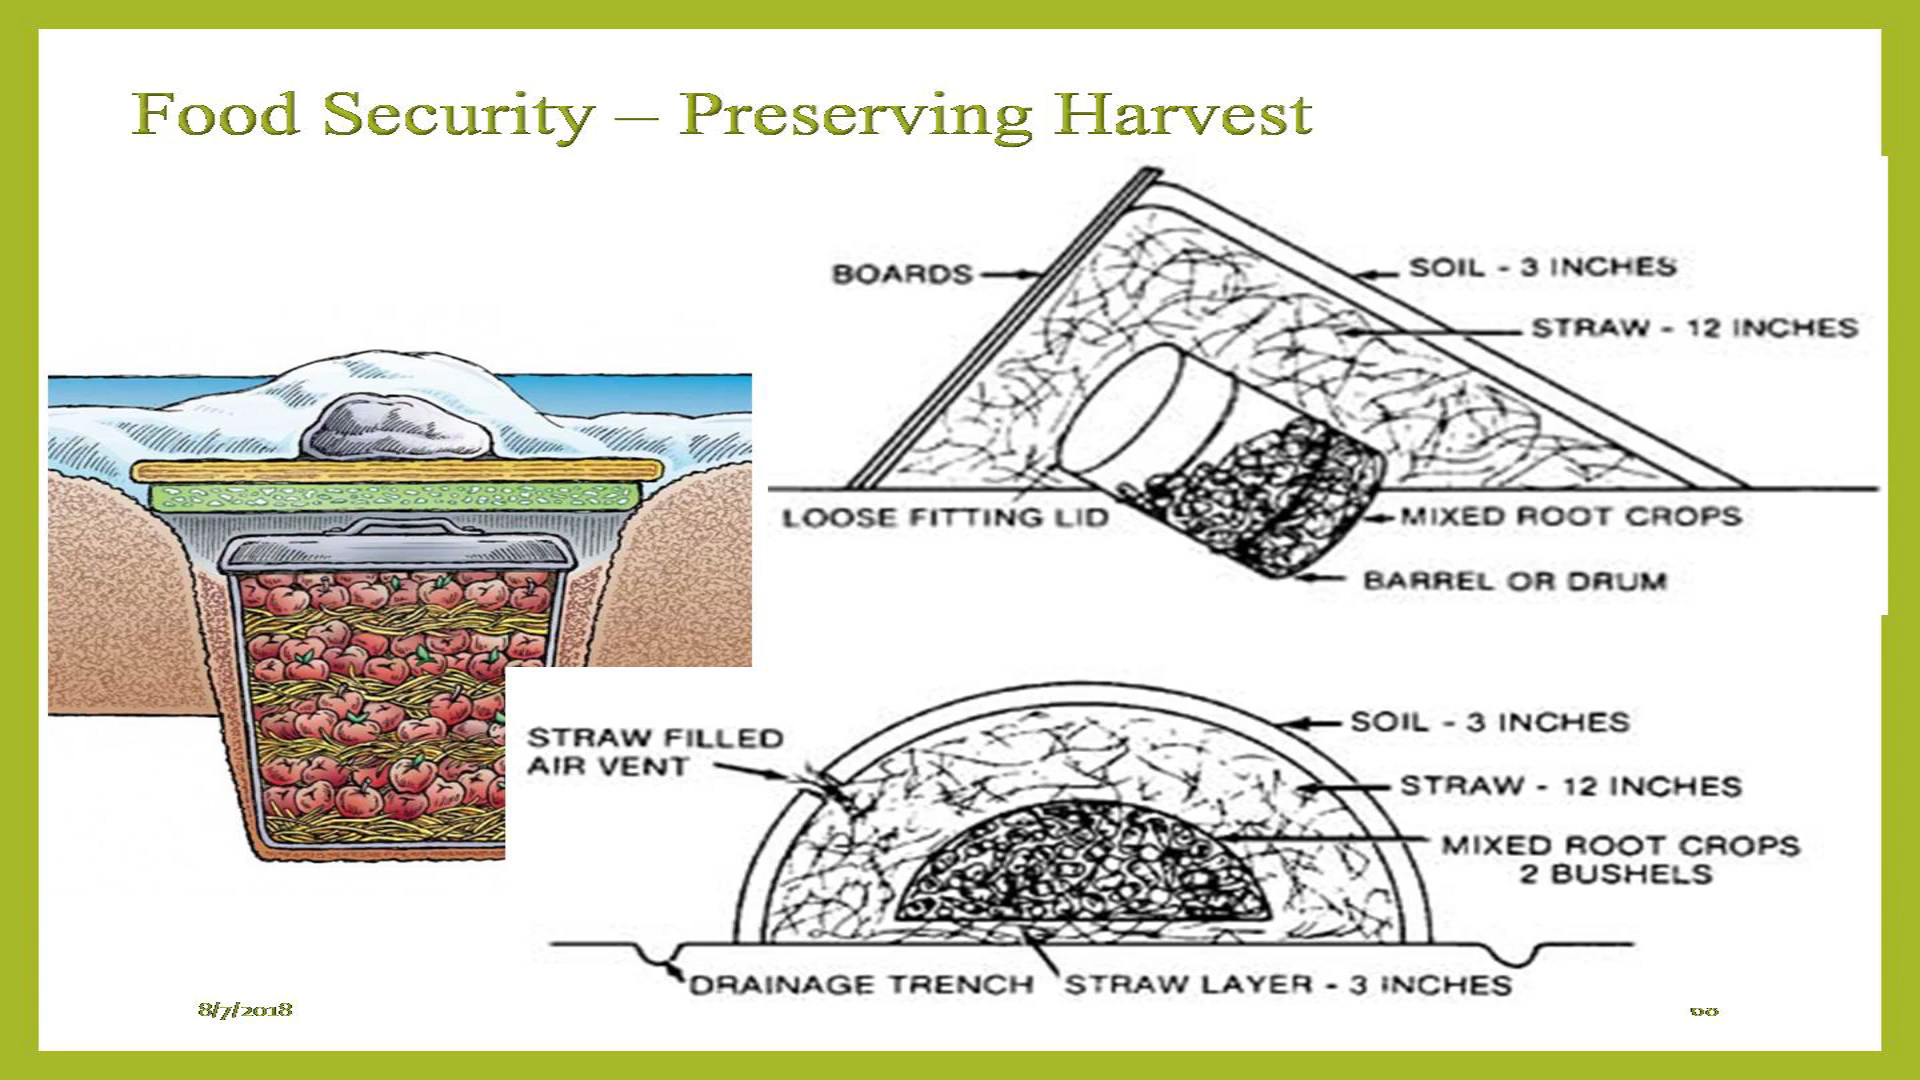 Food Security – Preserving Harvest
BOARDS
SOIL - 3 INCHES
STRAW - 12 INCHES
LOOSE FITTING LID
MIXED ROOT CROPS
BARREL OR DRUM
STRAW FILLED
AIR VENT
SOIL - 3 INCHES
STRAW - 12 INCHES
MIXED ROOT CROPS
2 BUSHELS
DRAINAGE TRENCH
STRAW LAYER - 3 INCHES
8/7/2018